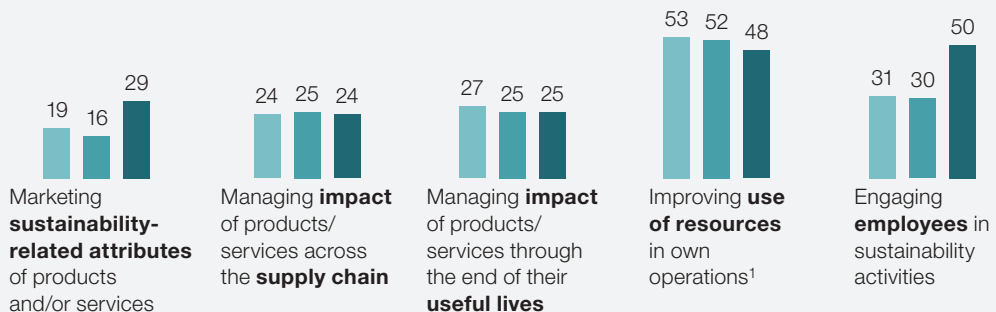 19 16 29
24 25 24
27 25 25
53 52 48
31 30 50
Marketing
sustainability-
related attributes
of products
and/or services
Managing impact
of products/
services across
the supply chain
Managing impact
of products/
services through
the end of their
useful lives
Improving use
of resources
in own
operations¹
Engaging
employees in
sustainability
activities